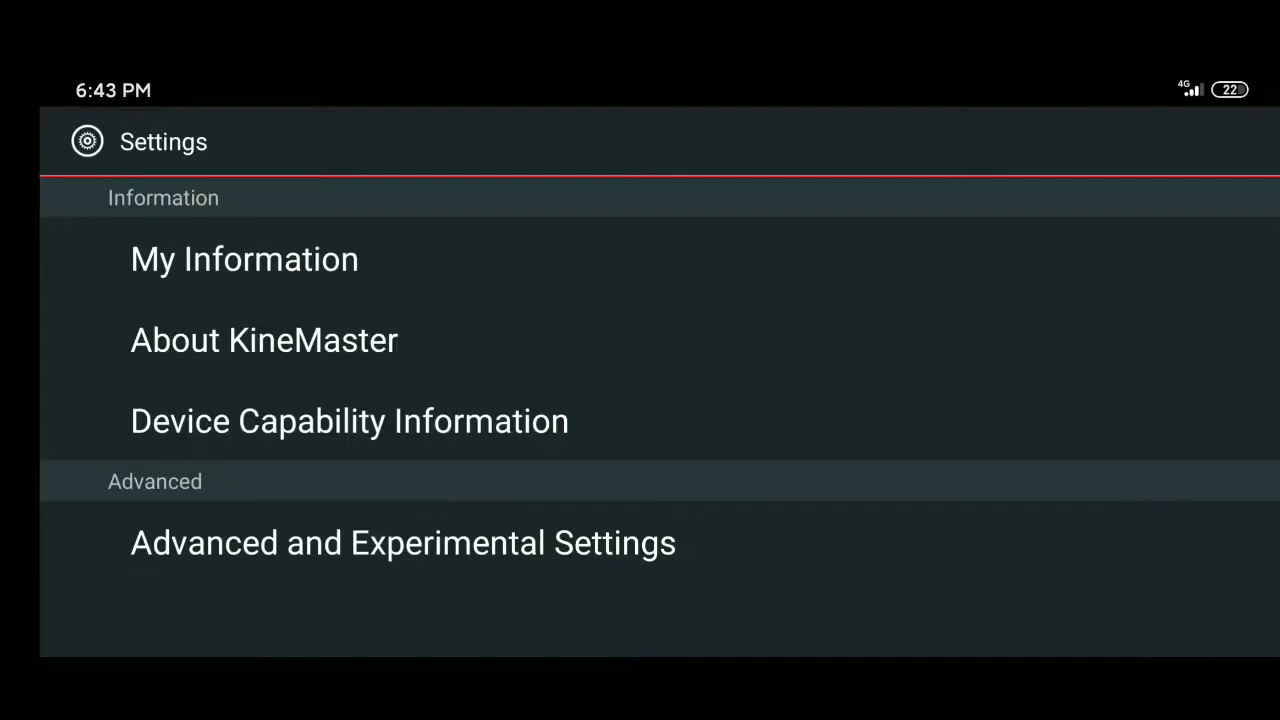 6:43 PM
4G
22
Settings
Information
My Information
About KineMaster
Device Capability Information
Advanced
Advanced and Experimental Settings